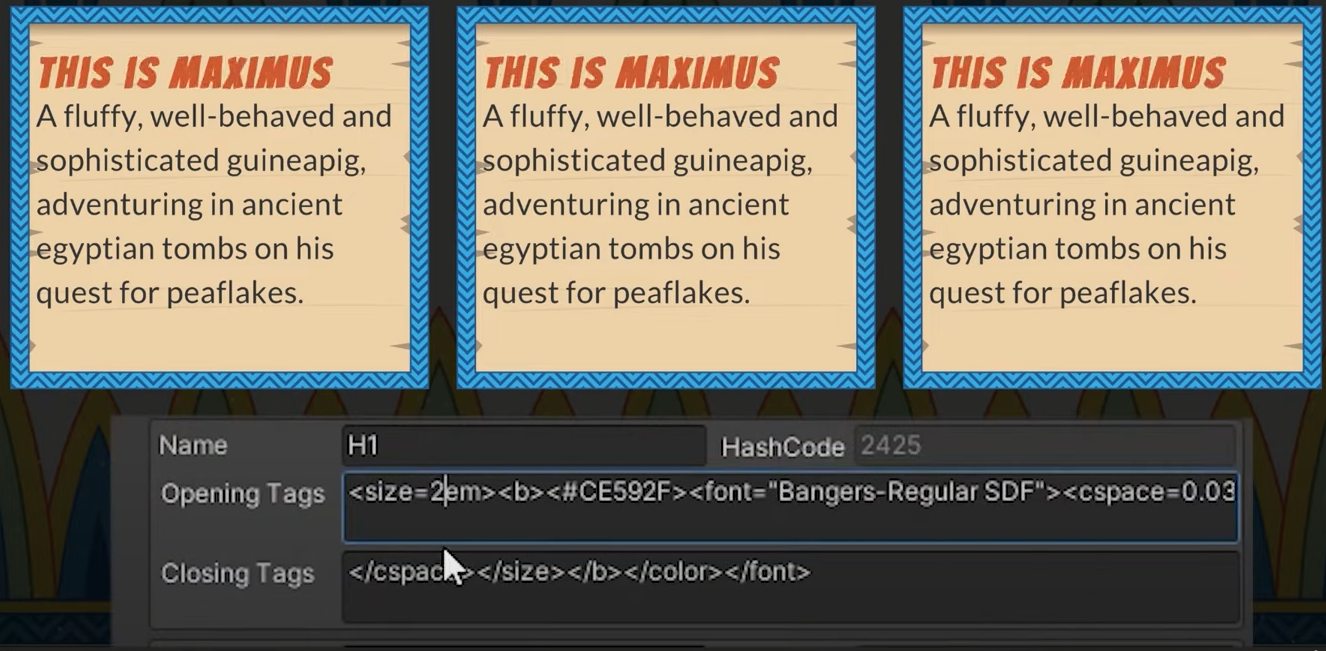 THIS IS MAXIMUS
A fluffy, well-behaved and
sophisticated guineapig,
adventuring in ancient
egyptian tombs on his
quest for peaflakes.
THIS IS MAXIMUS
A fluffy, well-behaved and
sophisticated guineapig,
adventuring in ancient
egyptian tombs on his
quest for peaflakes.
THIS IS MAXIMUS
A fluffy, well-behaved and
sophisticated guineapig,
adventuring in ancient
egyptian tombs on his
quest for peaflakes.
Name H1 HashCode 2425
Opening Tags <size=2em><b><#CE592F><font="Bangers-Regular SDF"><cspace=0.03
Closing Tags </cspace></size></b></color></font>